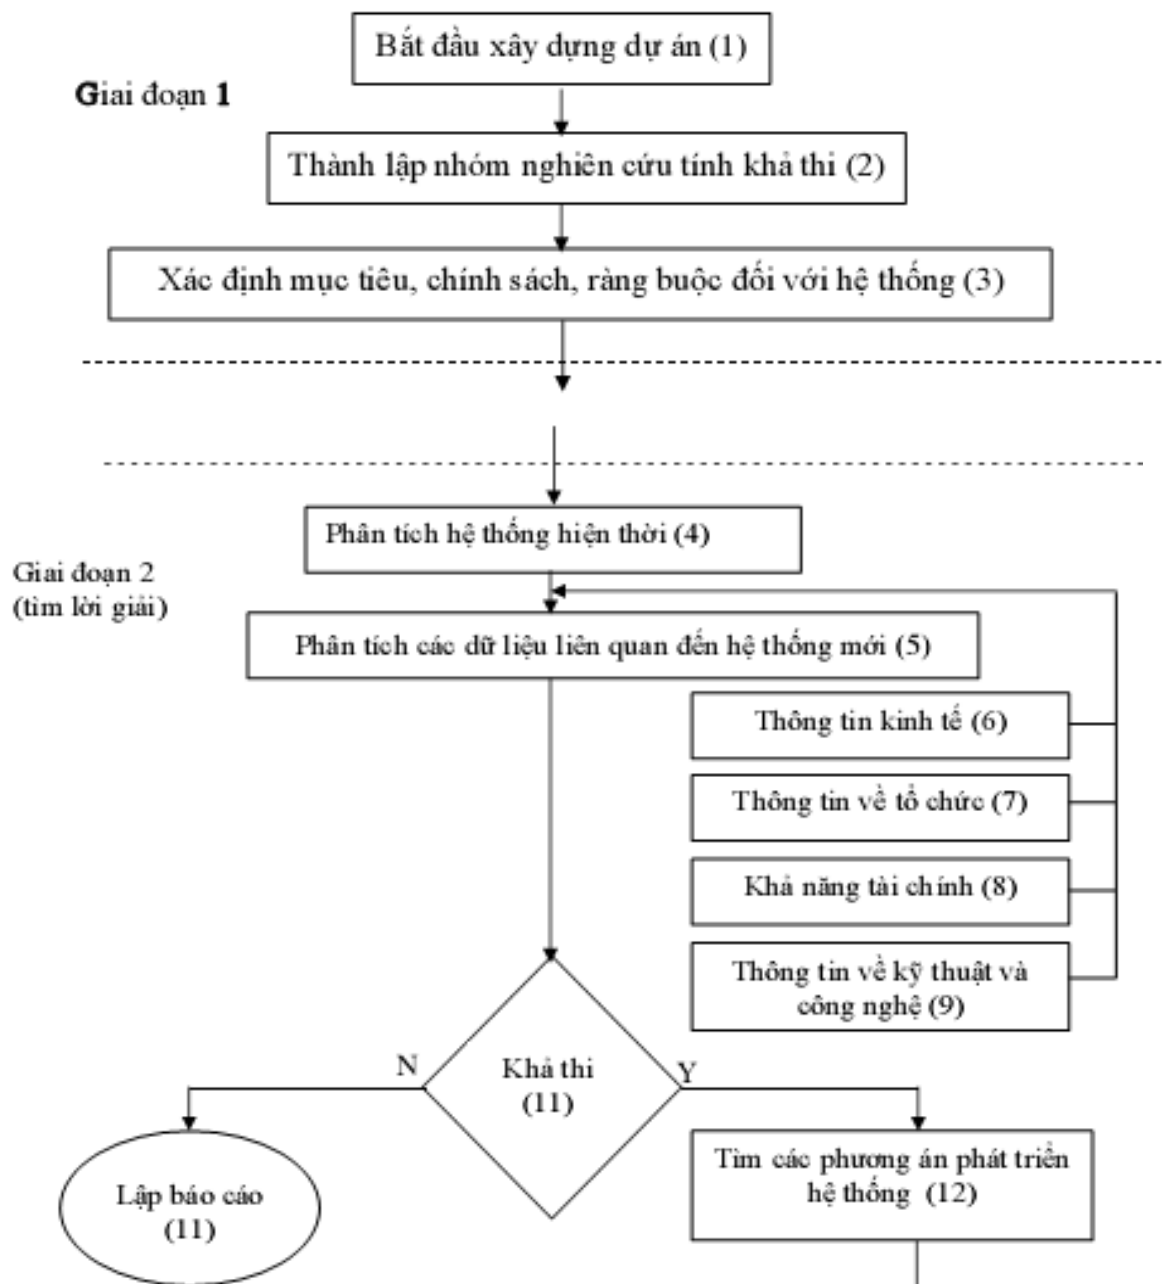 Bắt đầu xây dựng dự án (1)
Giai đoạn 1
Thành lập nhóm nghiên cứu tính khả thi (2)
Xác định mục tiêu, chính sách, ràng buộc đối với hệ thống (3)
Phân tích hệ thống hiện thời (4)
Giai đoạn 2
(tìm lời giải)
Phân tích các dữ liệu liên quan đến hệ thống mới (5)
Thông tin kinh tế (6)
Thông tin về tổ chức (7)
Khả năng tài chính (8)
Thông tin về kỹ thuật và
công nghệ (9)
N
Khả thi
(11)
Y
Lập báo cáo
(11)
Tìm các phương án phát triển
hệ thống (12)